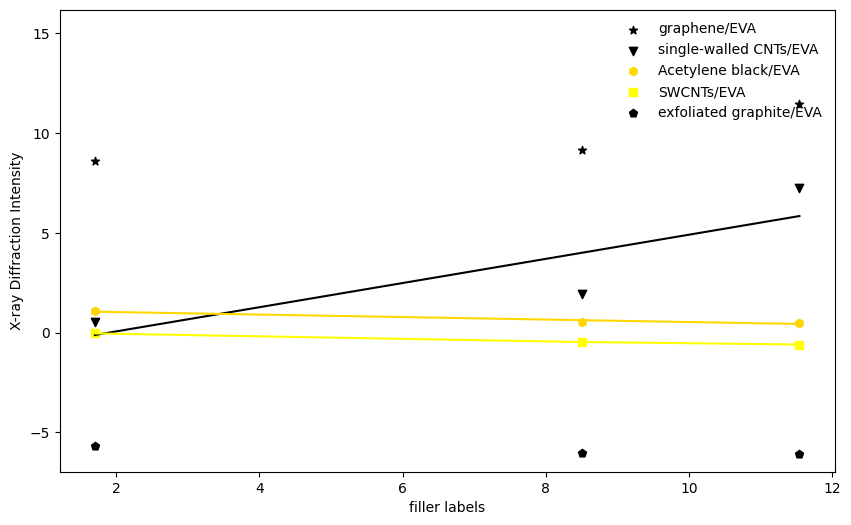 15
10
5
0
−5
2
4
6
8
10
12
X-ray Diffraction Intensity
filler labels
graphene/EVA
single-walled CNTs/EVA
Acetylene black/EVA
SWCNTs/EVA
exfoliated graphite/EVA